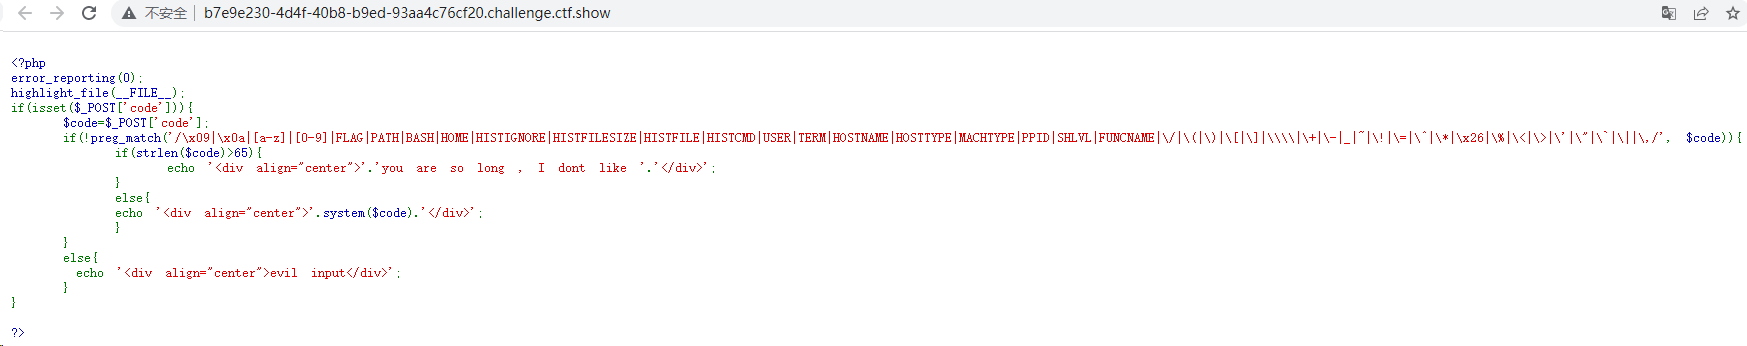 不安全 b7e9e230-4d4f-40b8-b9ed-93aa4c76cf20.challenge.ctf.show
<?php
error_reporting(0);
highlight_file(__FILE__);
if(isset($_POST['code'])){
$code=$_POST['code'];
if(!preg_match('/\x09|\x0a|[a-z]|[0-9]|FLAG|PATH|BASH|HOME|HISTIGNORE|HISTFILESIZE|HISTFILE|HISTCMD|USER|TERM|HOSTNAME|HOSTTYPE|MACHTYPE|PPID|SHLVL|FUNCNAME|\/|\(|\)|\[|\]|\\\\|\+|\-|_|~|\!|\=|\^|\*|\x26|\%|\<|\>|\'|\"|\`|\||\,/', $code)){
if(strlen($code)>65){
echo '<div align="center">'.'you are so long , I dont like '.'</div>';
}
else{
echo '<div align="center">'.system($code).'</div>';
}
}
else{
echo '<div align="center">evil input</div>';
}
}
?>